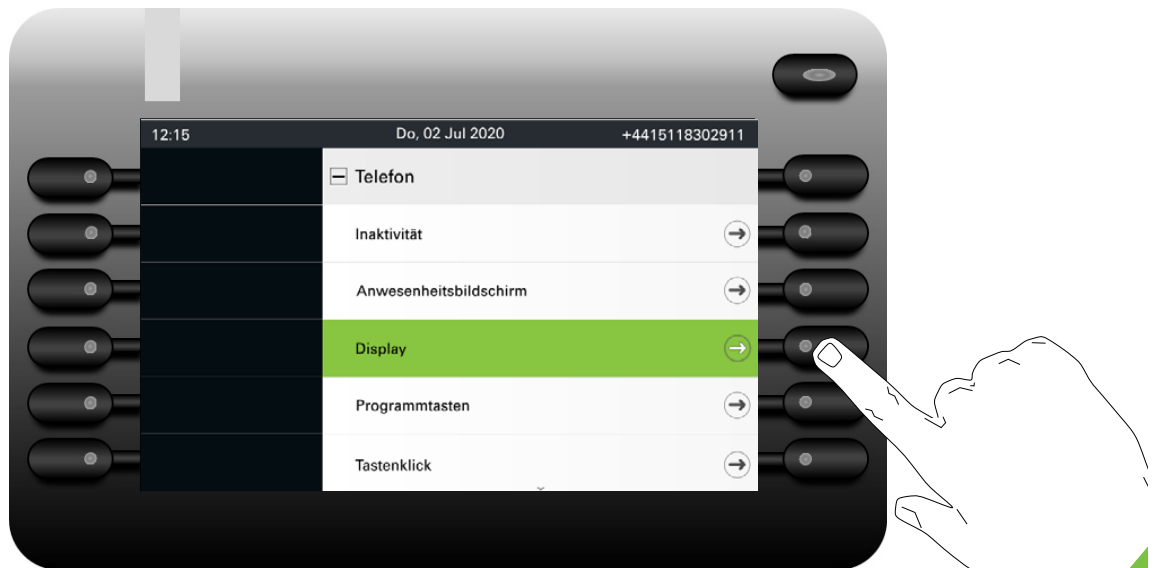 12:15 Do, 02 Jul 2020 +4415118302911
Telefon
Inaktivität
Anwesenheitsbildschirm
Display
Programmtasten
Tastenklick